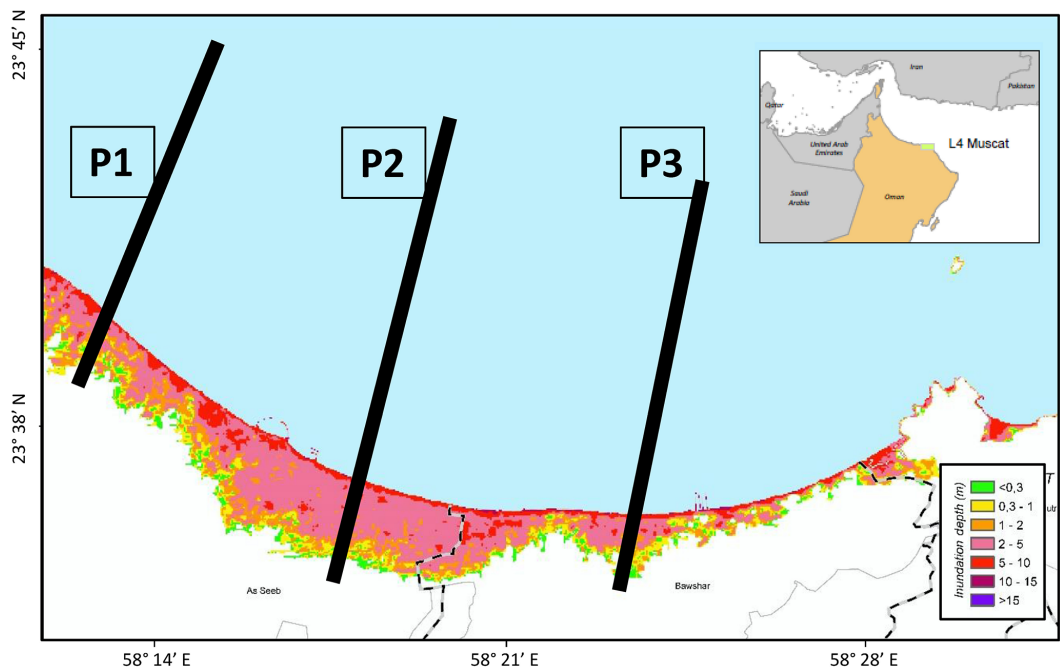 23° 45′ N
23° 38′ N
P1
P2
P3
Iran
Pakistan
Qatar
United Arab
Emirates
L4 Muscat
Saudi
Arabia
Oman
As Seeb
Bawshar
T
utr
Inundation depth (m)
<0,3
0,3 - 1
1 - 2
2 - 5
5 - 10
10 - 15
>15
58° 14′ E
58° 21′ E
58° 28′ E